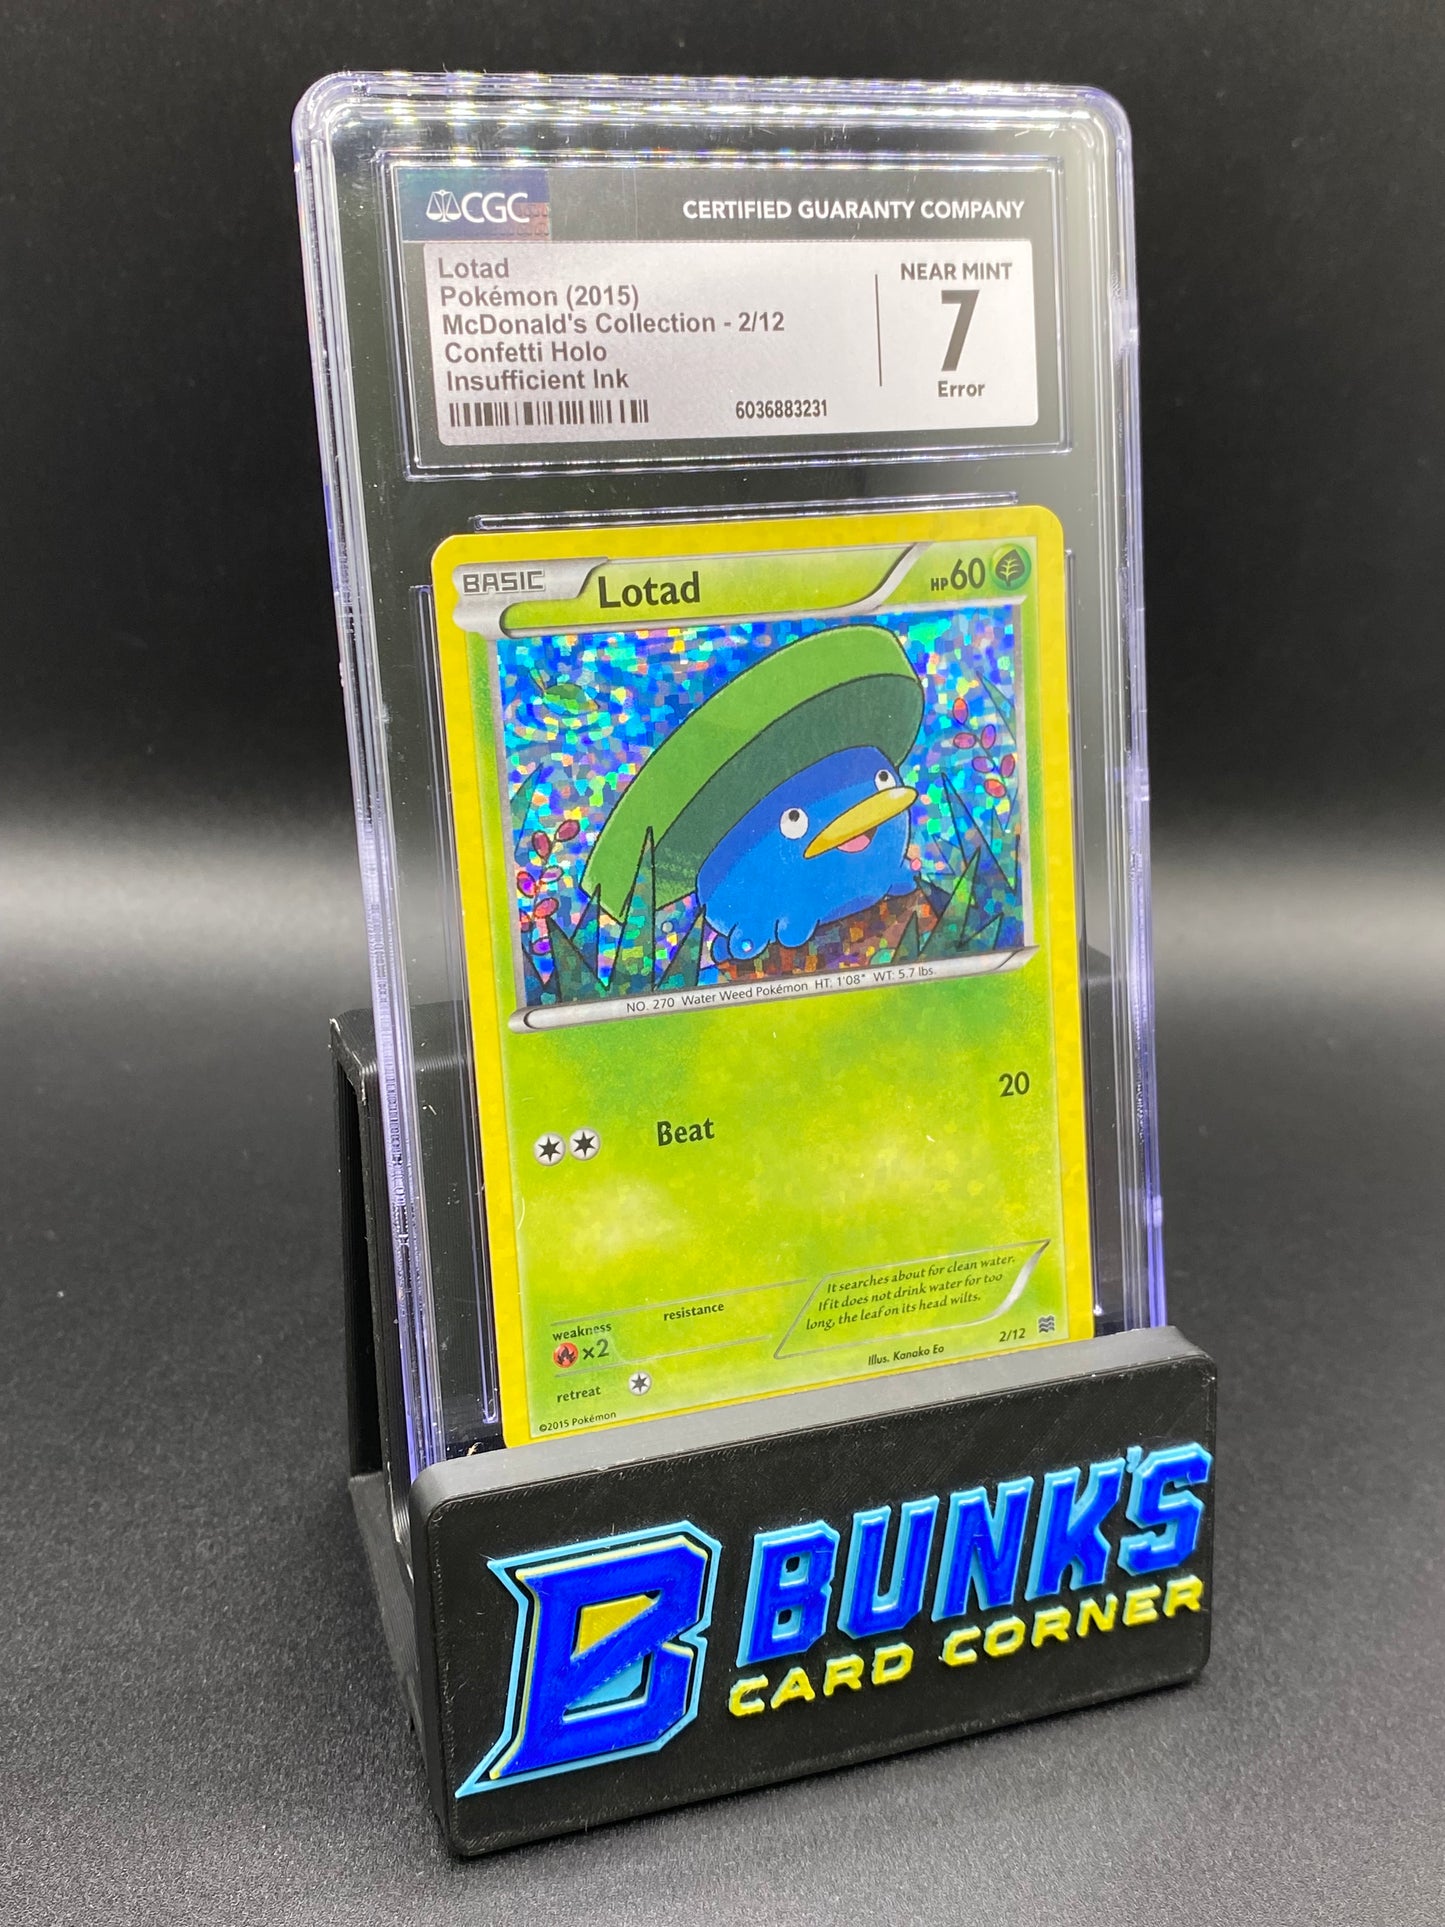 CGC
CERTIFIED GUARANTY COMPANY
Lotad
Pokémon (2015)
McDonald's Collection - 2/12
Confetti Holo
Insufficient Ink
6036883231
NEAR MINT
7
Error
BASIC
Lotad
HP60
NO. 270 Water Weed Pokémon HT: 1'08" WT: 5.7 lbs.
Beat
20
weakness
×2
resistance
retreat
It searches about for clean water.
If it does not drink water for too
long, the leaf on its head wilts.
Illus. Kanako Eo
2/12
©2015 Pokémon
B
BUNK'S
CARD CORNER